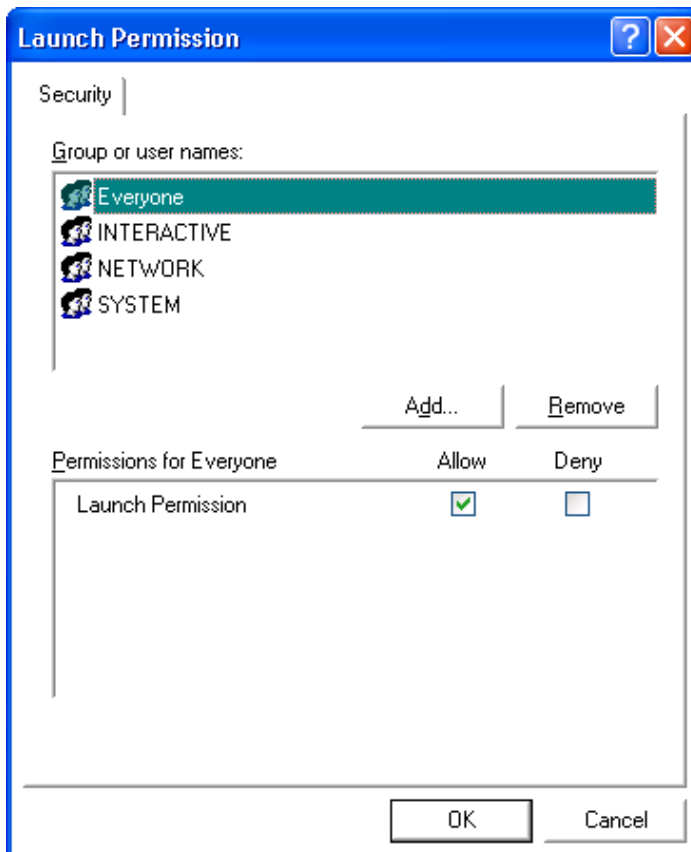 Launch Permission
Security
Group or user names:
Everyone
INTERACTIVE
NETWORK
SYSTEM
Add... Remove
Permissions for Everyone Allow Deny
Launch Permission
OK Cancel